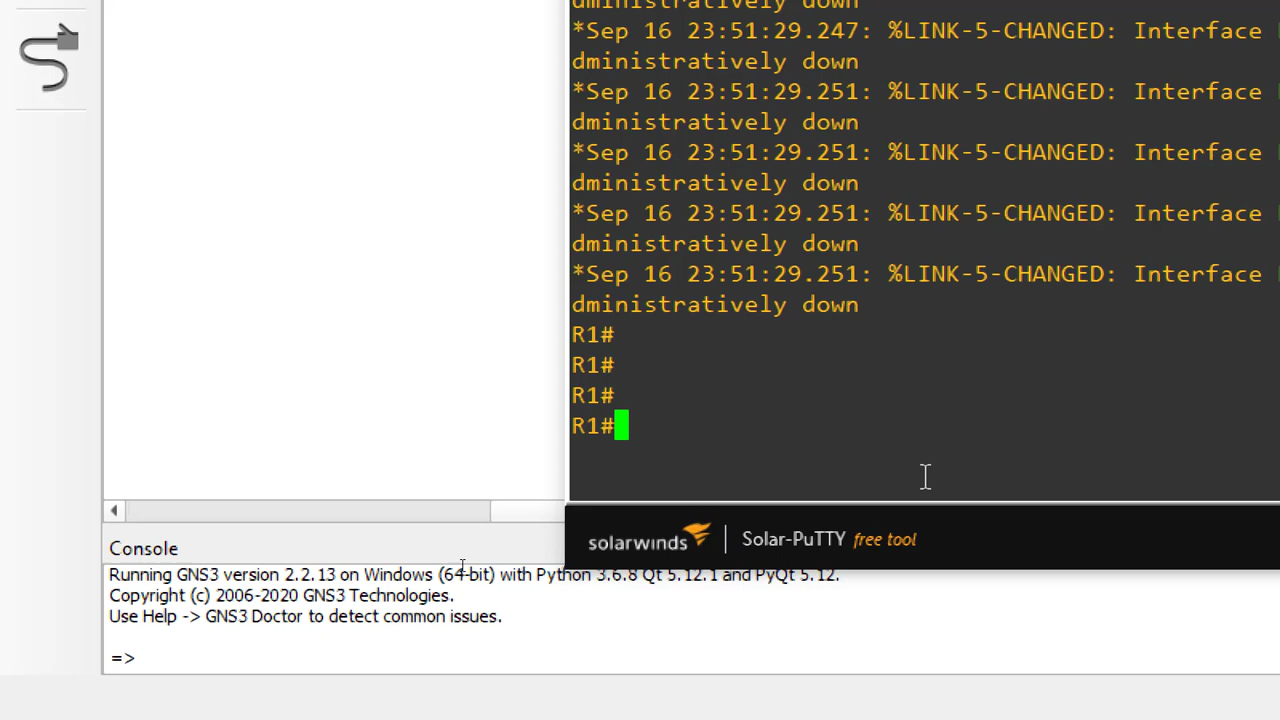 dministratively down
*Sep 16 23:51:29.247: %LINK-5-CHANGED: Interface
dministratively down
*Sep 16 23:51:29.251: %LINK-5-CHANGED: Interface
dministratively down
*Sep 16 23:51:29.251: %LINK-5-CHANGED: Interface
dministratively down
*Sep 16 23:51:29.251: %LINK-5-CHANGED: Interface
dministratively down
*Sep 16 23:51:29.251: %LINK-5-CHANGED: Interface
dministratively down
R1#
R1#
R1#
R1#
solarwinds | Solar-PuTTY free tool
Console
Running GNS3 version 2.2.13 on Windows (64-bit) with Python 3.6.8 Qt 5.12.1 and PyQt 5.12.
Copyright (c) 2006-2020 GNS3 Technologies.
Use Help -> GNS3 Doctor to detect common issues.
=>